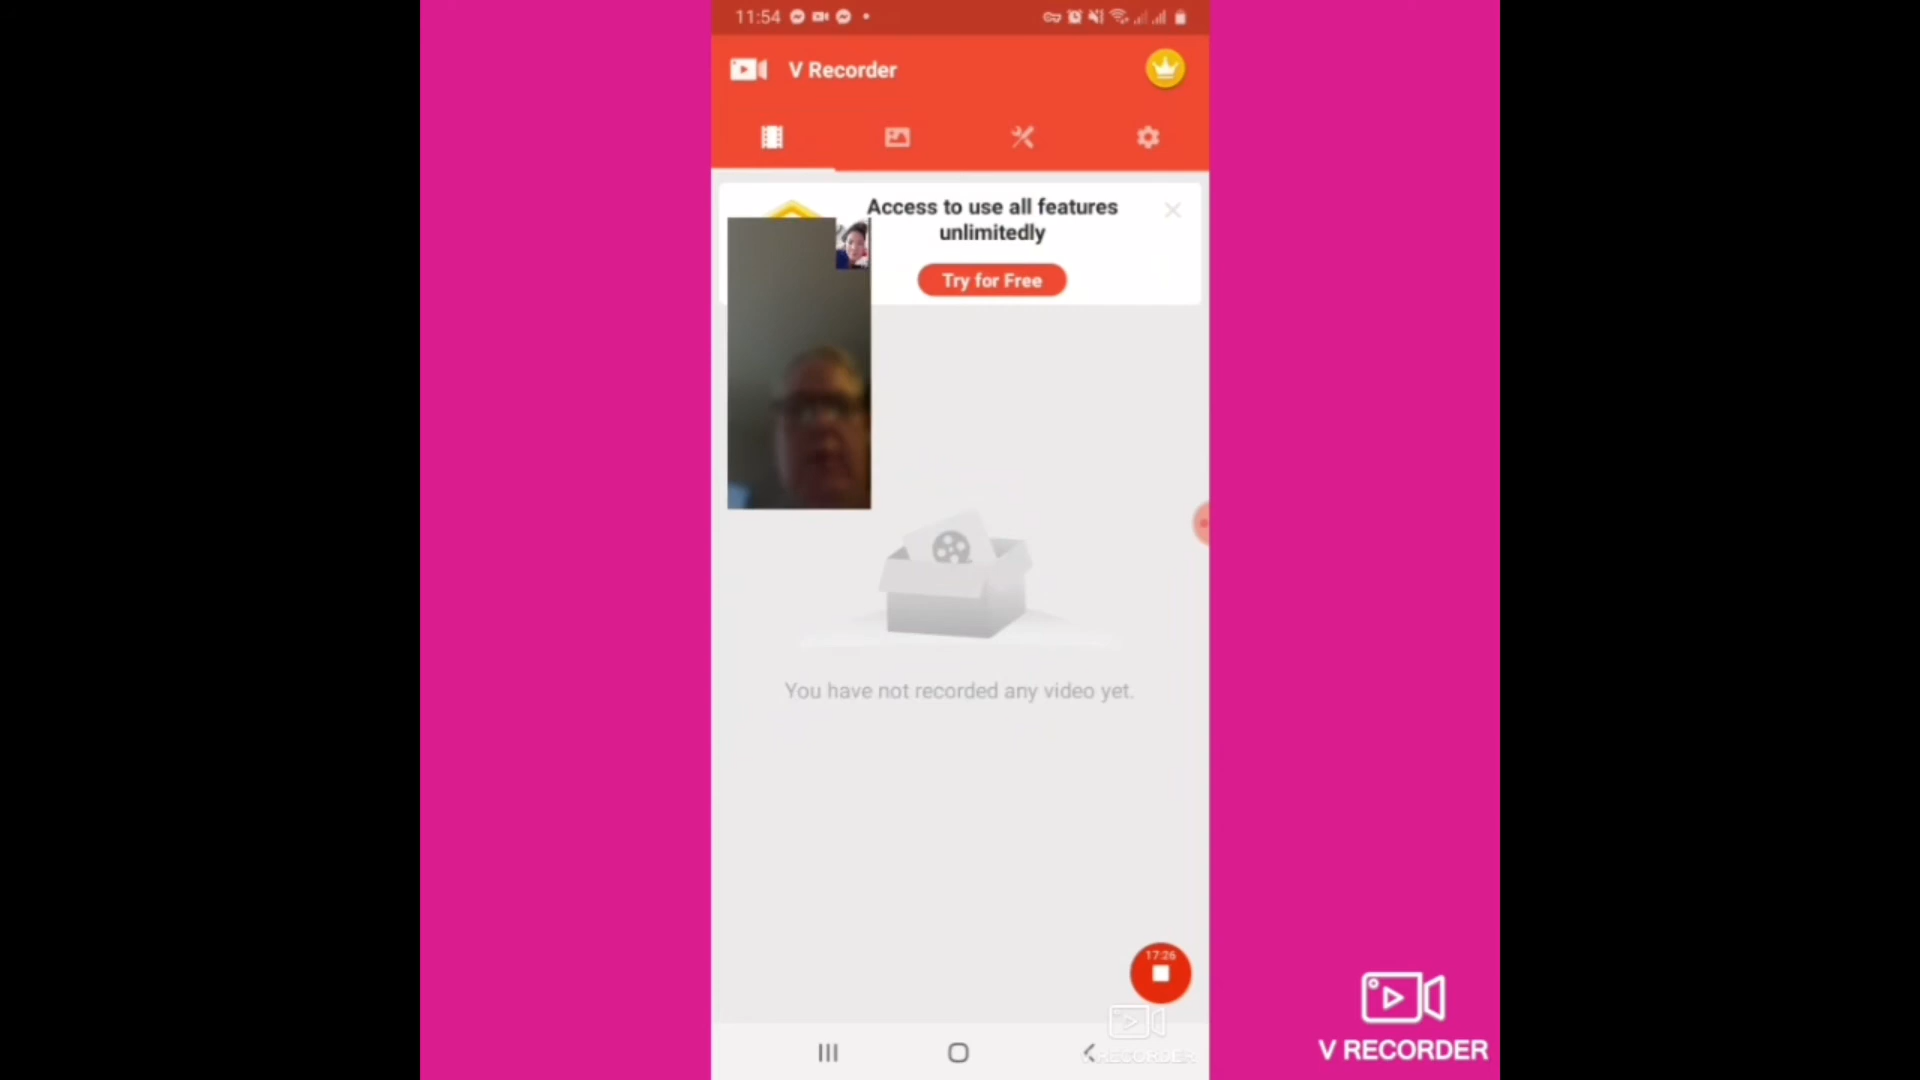 11:54
V Recorder
Access to use all features
unlimitedly
Try for Free
You have not recorded any video yet.
17:26
RECORDER
V RECORDER